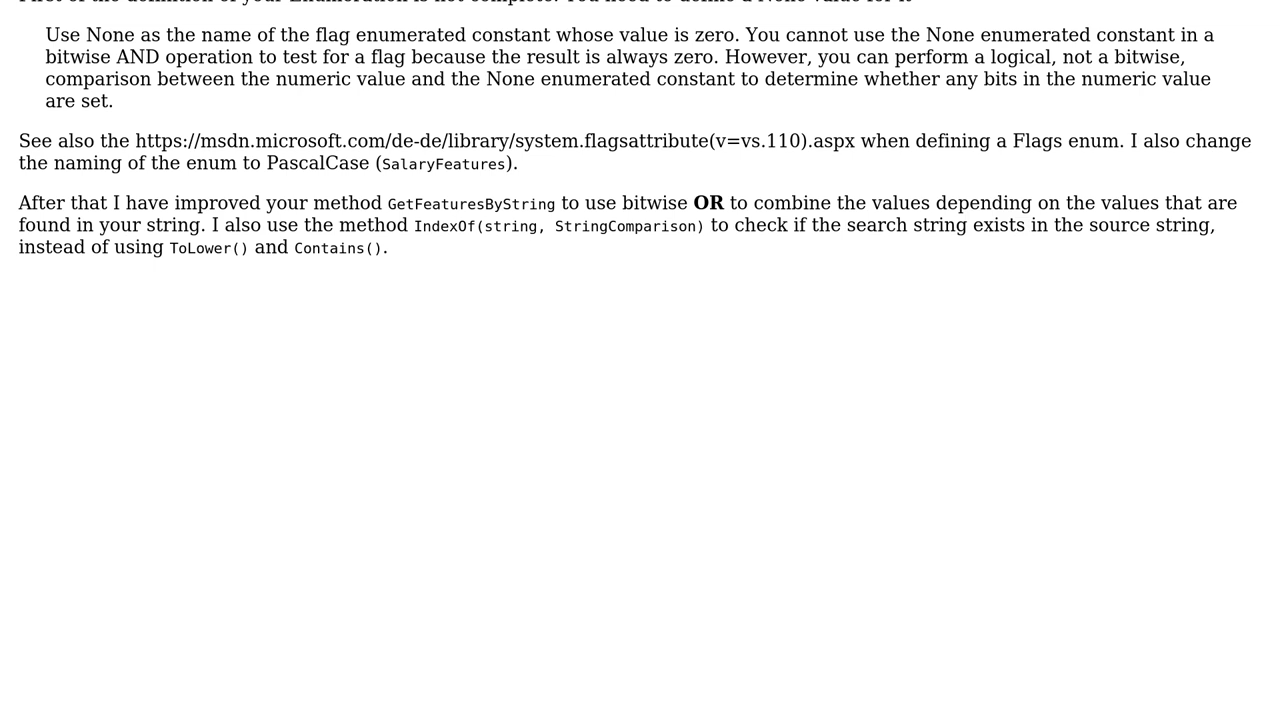 Use None as the name of the flag enumerated constant whose value is zero. You cannot use the None enumerated constant in a
bitwise AND operation to test for a flag because the result is always zero. However, you can perform a logical, not a bitwise,
comparison between the numeric value and the None enumerated constant to determine whether any bits in the numeric value
are set.
See also the https://msdn.microsoft.com/de-de/library/system.flagsattribute(v=vs.110).aspx when defining a Flags enum. I also change
the naming of the enum to PascalCase (SalaryFeatures).
After that I have improved your method GetFeaturesByString to use bitwise OR to combine the values depending on the values that are
found in your string. I also use the method IndexOf(string, StringComparison) to check if the search string exists in the source string,
instead of using ToLower() and Contains().